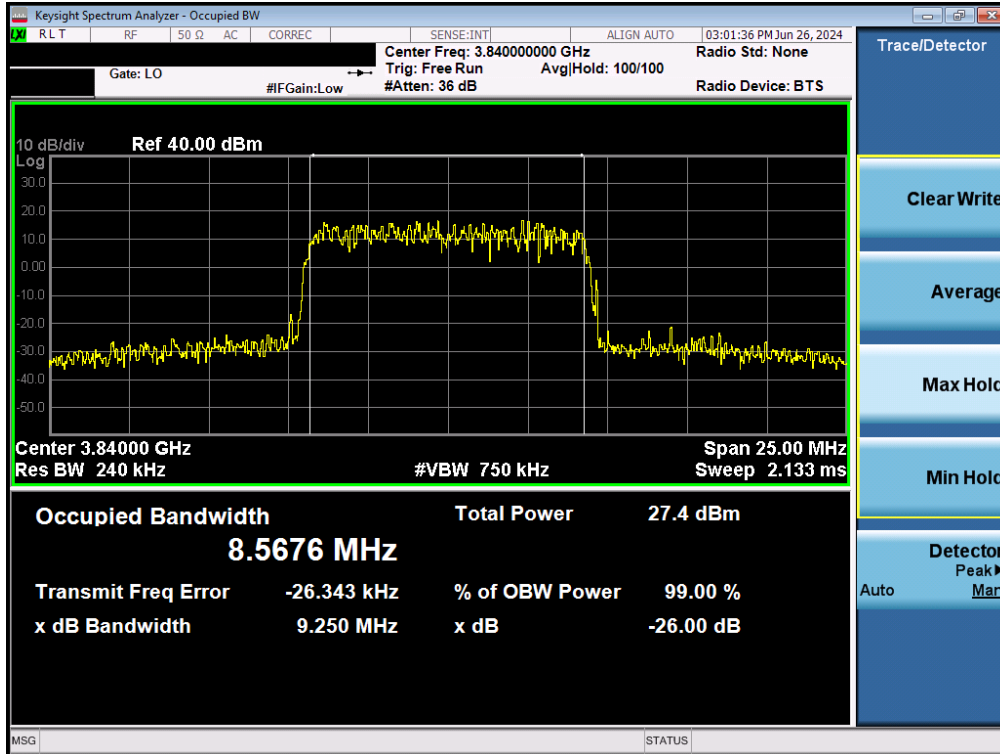 Keysight Spectrum Analyzer - Occupied BW
LXI RLT RF 50 Ω AC CORREC SENSE:INT ALIGN AUTO 03:01:36 PM Jun 26, 2024
Center Freq: 3.840000000 GHz Radio Std: None
Gate: LO Trig: Free Run Avg|Hold: 100/100
#IFGain:Low #Atten: 36 dB Radio Device: BTS
Trace/Detector
10 dB/div Ref 40.00 dBm
Log
30.0
20.0
10.0
0.00
-10.0
-20.0
-30.0
-40.0
-50.0
Center 3.84000 GHz Span 25.00 MHz
Res BW 240 kHz #VBW 750 kHz Sweep 2.133 ms
Occupied Bandwidth Total Power 27.4 dBm
8.5676 MHz
Transmit Freq Error -26.343 kHz % of OBW Power 99.00 %
x dB Bandwidth 9.250 MHz x dB -26.00 dB
Clear Write
Average
Max Hold
Min Hold
Detector
Peak
Auto Man
MSG STATUS